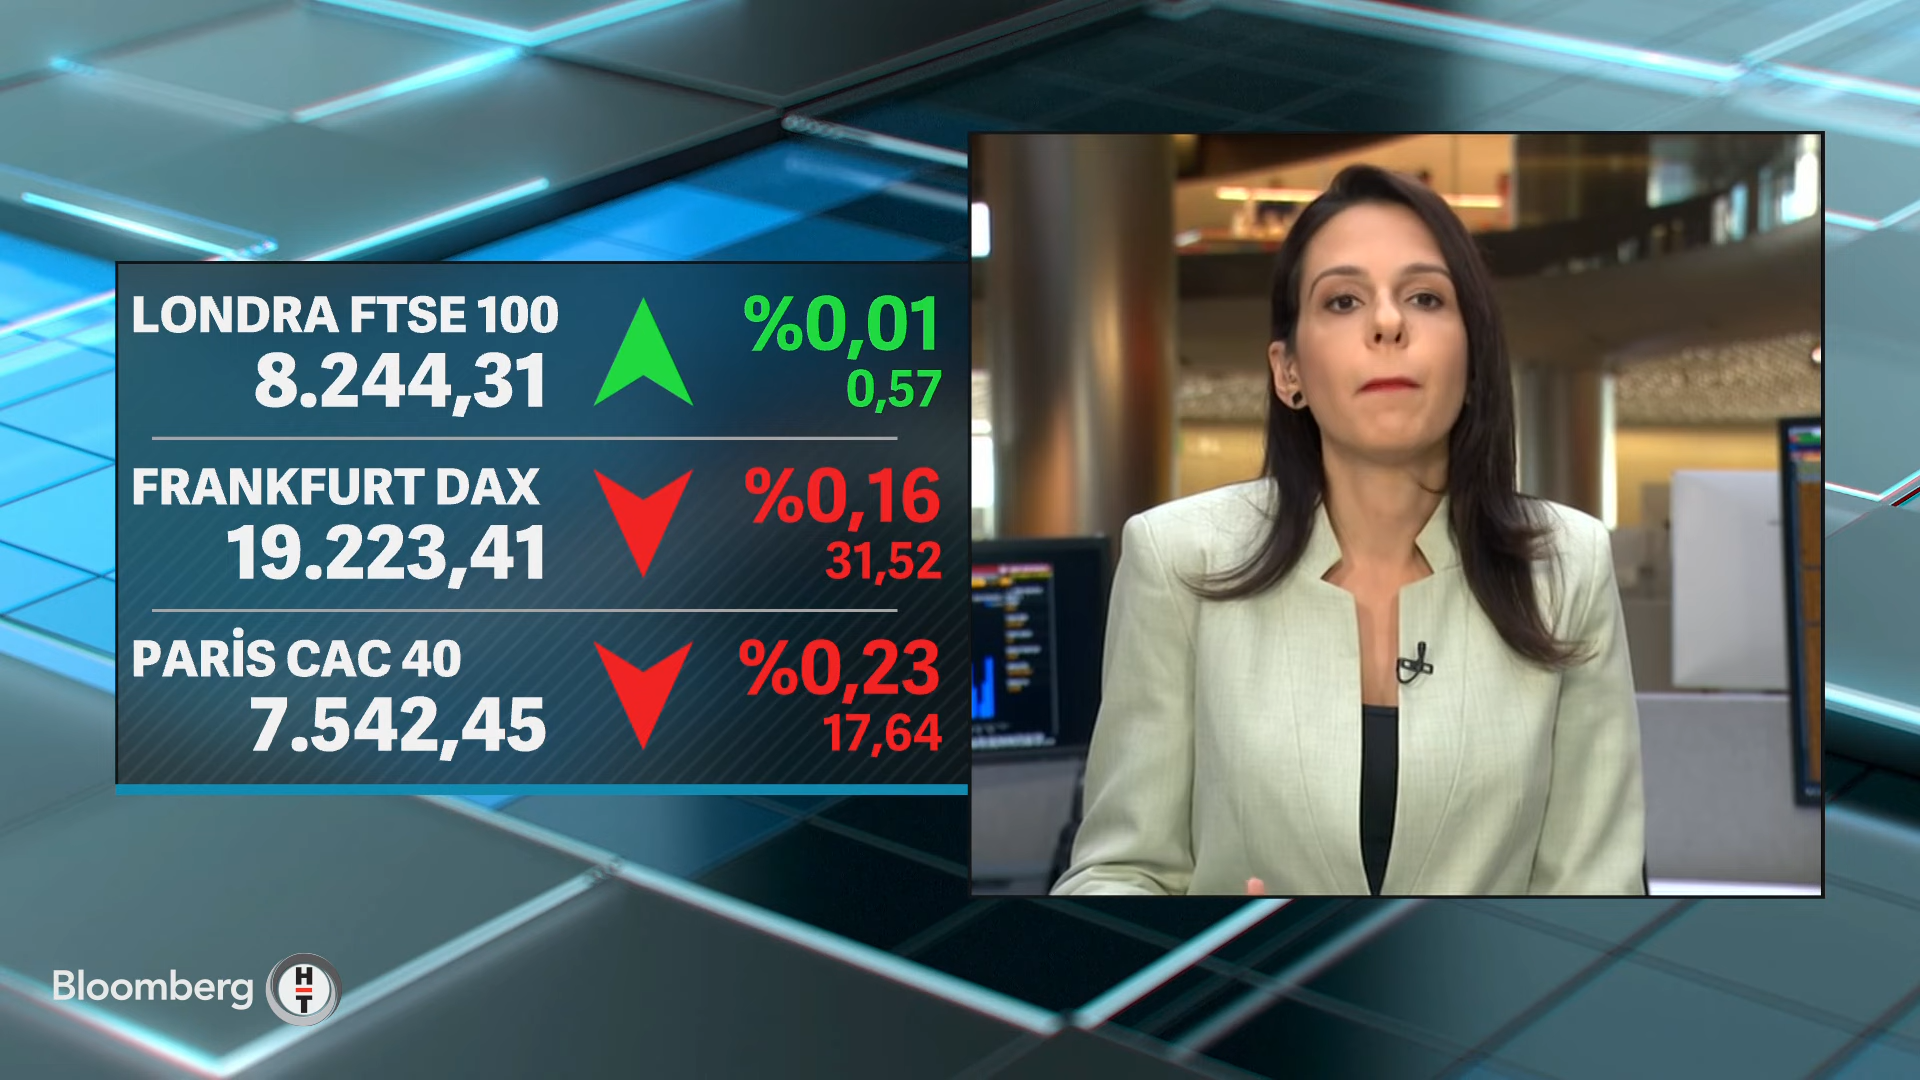 LONDRA FTSE 100
8.244,31
%0,01
0,57
FRANKFURT DAX
19.223,41
%0,16
31,52
PARİS CAC 40
7.542,45
%0,23
17,64
Bloomberg HT